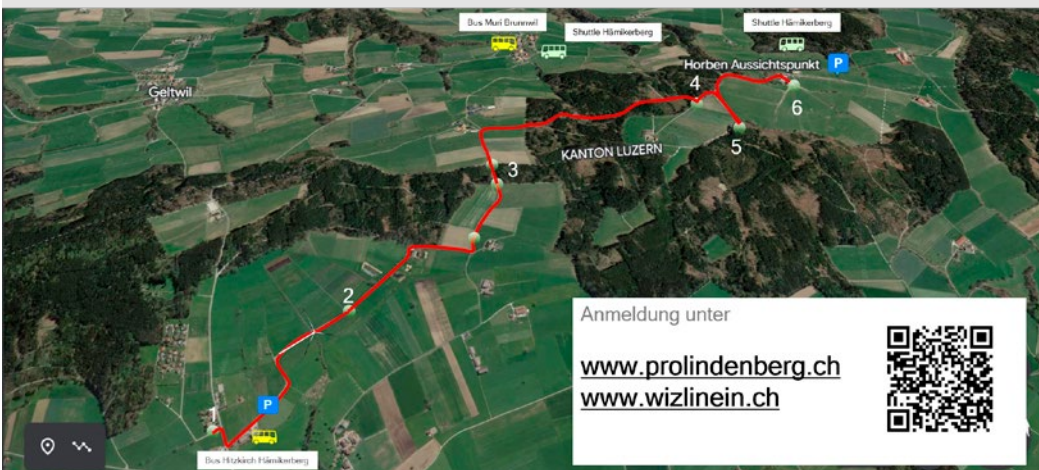 Bus Muri Brunnwil
Shuttle Hämikerberg
Shuttle Hämikerberg
Horben Aussichtspunkt
P
Geltwil
4
6
5
KANTON LUZERN
3
2
P
Bus Hitzkirch Hämikerberg
Anmeldung unter
www.prolindenberg.ch
www.wizlinein.ch